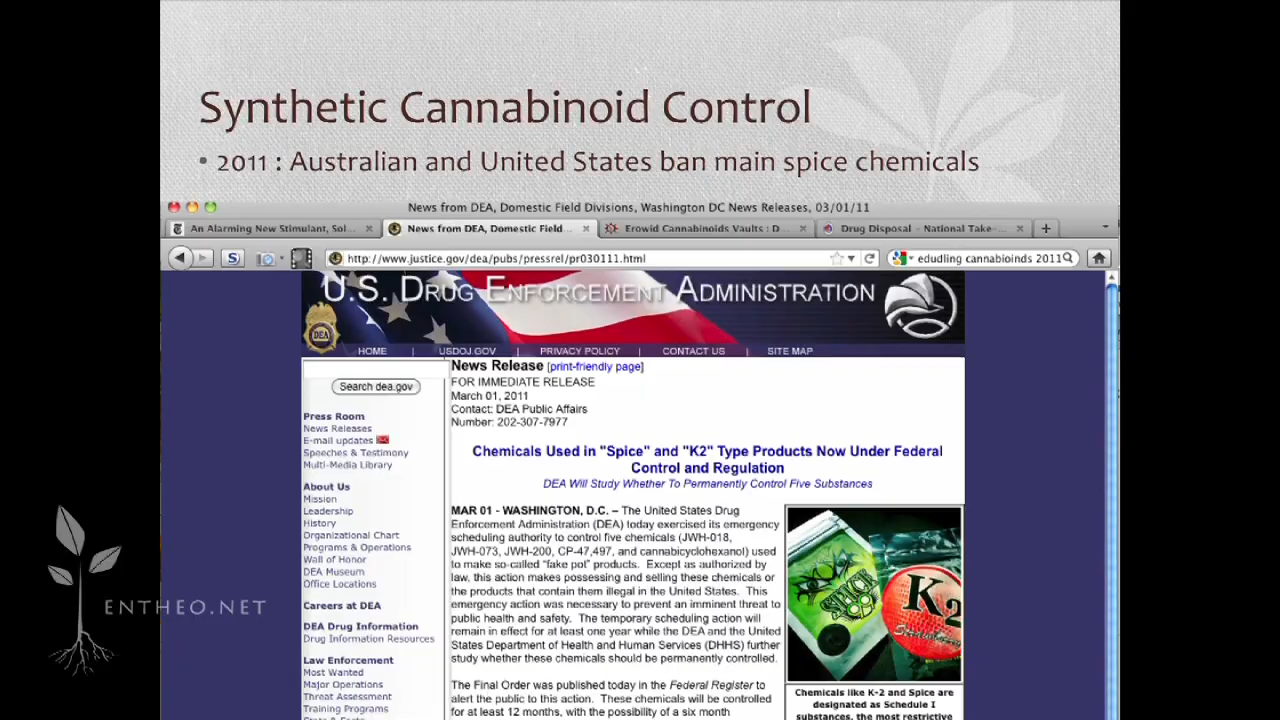 Synthetic Cannabinoid Control
• 2011 : Australian and United States ban main spice chemicals
News from DEA, Domestic Field Divisions, Washington DC News Releases, 03/01/11
An Alarming New Stimulant, Sol...
News from DEA, Domestic Field...
Erowid Cannabinoids Vaults : D...
Drug Disposal - National Take-...
http://www.justice.gov/dea/pubs/pressrel/pr030111.html
edudling cannabioinds 2011
U.S. DRUG ENFORCEMENT ADMINISTRATION
DEA
HOME | USDOJ.GOV | PRIVACY POLICY | CONTACT US | SITE MAP
Search dea.gov
Press Room
News Releases
E-mail updates
Speeches & Testimony
Multi-Media Library
About Us
Mission
Leadership
History
Organizational Chart
Programs & Operations
Wall of Honor
DEA Museum
Office Locations
Careers at DEA
DEA Drug Information
Drug Information Resources
Law Enforcement
Most Wanted
Major Operations
Threat Assessment
Training Programs
News Release [print-friendly page]
FOR IMMEDIATE RELEASE
March 01, 2011
Contact: DEA Public Affairs
Number: 202-307-7977
Chemicals Used in "Spice" and "K2" Type Products Now Under Federal
Control and Regulation
DEA Will Study Whether To Permanently Control Five Substances
MAR 01 - WASHINGTON, D.C. – The United States Drug
Enforcement Administration (DEA) today exercised its emergency
scheduling authority to control five chemicals (JWH-018,
JWH-073, JWH-200, CP-47,497, and cannabicyclohexanol) used
to make so-called "fake pot" products. Except as authorized by
law, this action makes possessing and selling these chemicals or
the products that contain them illegal in the United States. This
emergency action was necessary to prevent an imminent threat to
public health and safety. The temporary scheduling action will
remain in effect for at least one year while the DEA and the United
States Department of Health and Human Services (DHHS) further
study whether these chemicals should be permanently controlled.
The Final Order was published today in the Federal Register to
alert the public to this action. These chemicals will be controlled
for at least 12 months, with the possibility of a six month
SPICE
K2
Chemicals like K-2 and Spice are
designated as Schedule I
substances, the most restrictive
ENTHEO.NET